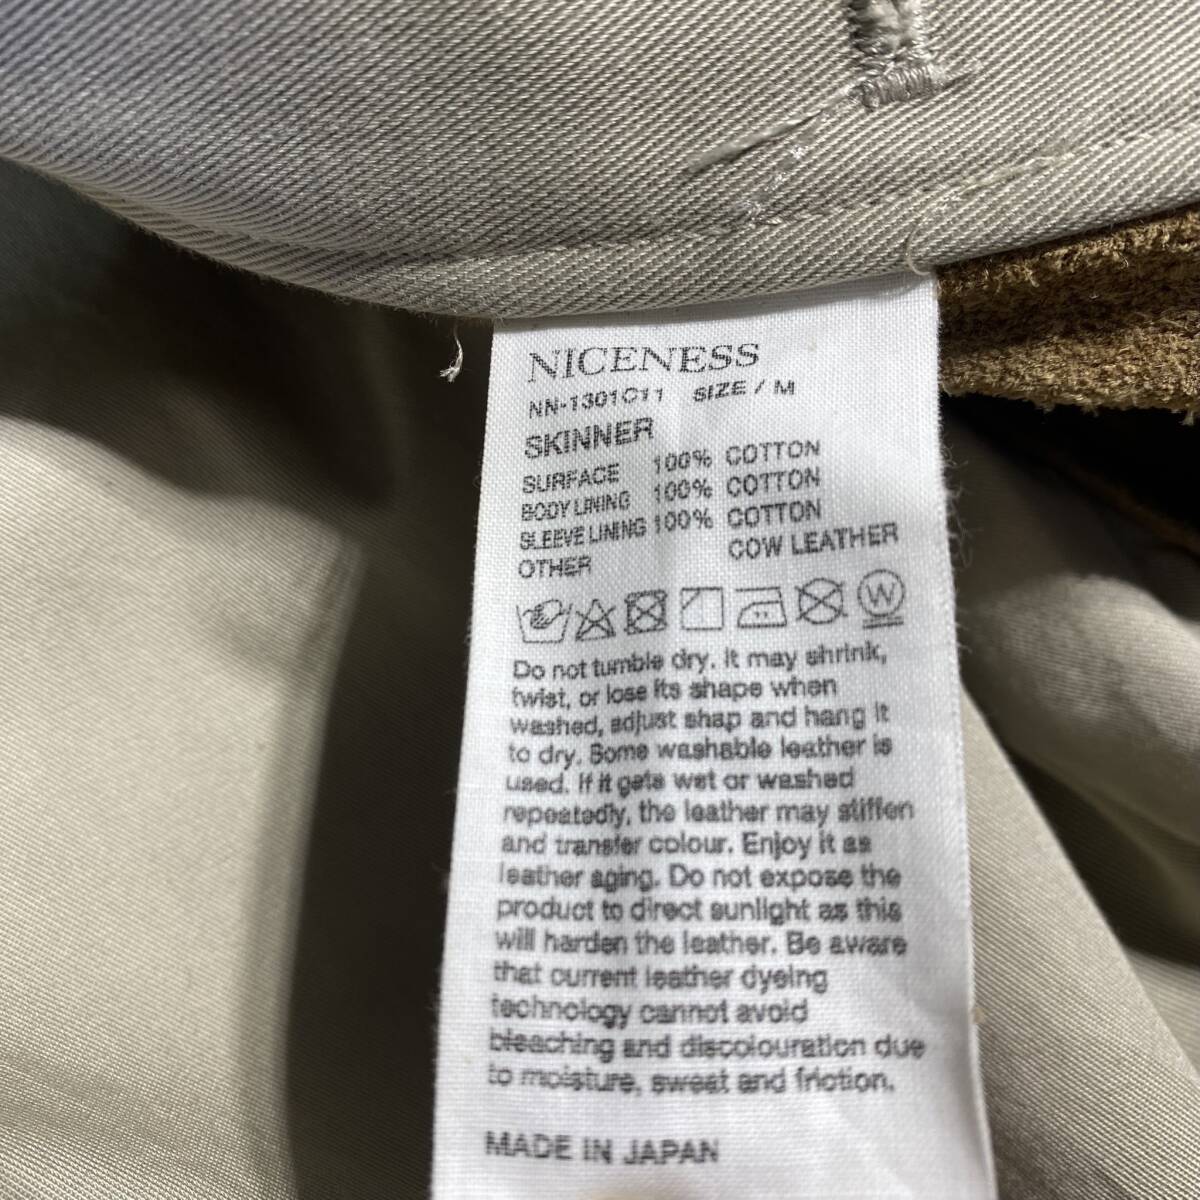 NICENESS
NN-1301C11 SIZE / M
SKINNER
SURFACE 100% COTTON
BODY LINING 100% COTTON
SLEEVE LINING 100% COTTON
OTHER COW LEATHER
W
Do not tumble dry. It may shrink,
twist, or lose its shape when
washed, adjust shap and hang it
to dry. Some washable leather is
used. If it gets wet or washed
repeatedly, the leather may stiffen
and transfer colour. Enjoy it as
leather aging. Do not expose the
product to direct sunlight as this
will harden the leather. Be aware
that current leather dyeing
technology cannot avoid
bleaching and discolouration due
to moisture, sweat and friction.
MADE IN JAPAN